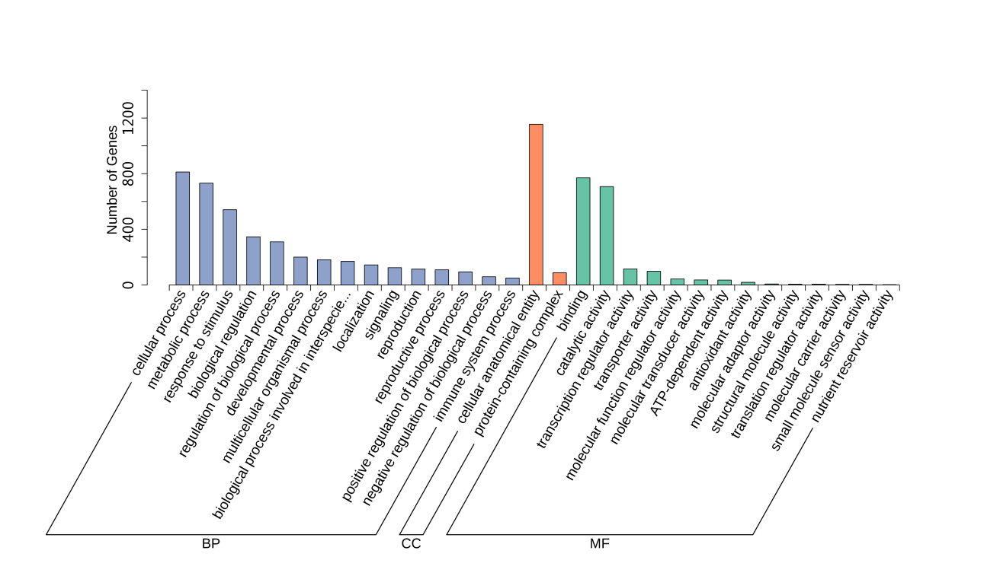 Number of Genes
0
400
800
1200
cellular process
metabolic process
response to stimulus
biological regulation
regulation of biological process
developmental process
multicellular organismal process
biological process involved in interspecie...
localization
signaling
reproduction
reproductive process
positive regulation of biological process
negative regulation of biological process
immune system process
cellular anatomical entity
protein-containing complex
binding
catalytic activity
transcription regulator activity
transporter activity
molecular function regulator activity
molecular transducer activity
ATP-dependent activity
antioxidant activity
molecular adaptor activity
structural molecule activity
translation regulator activity
molecular carrier activity
small molecule sensor activity
nutrient reservoir activity
BP
CC
MF